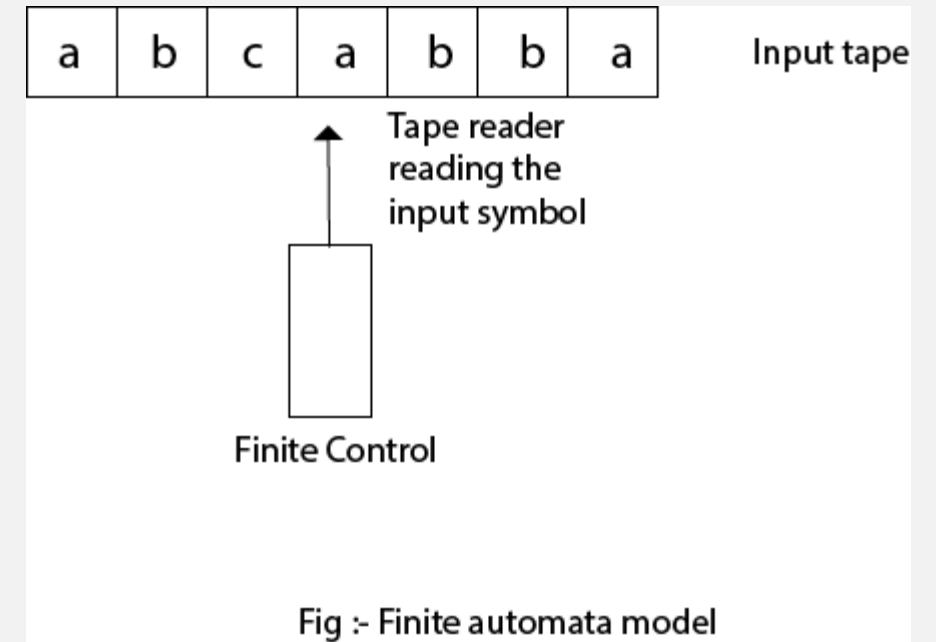 a b c a b b a Input tape
Tape reader
reading the
input symbol
Finite Control
Fig :- Finite automata model